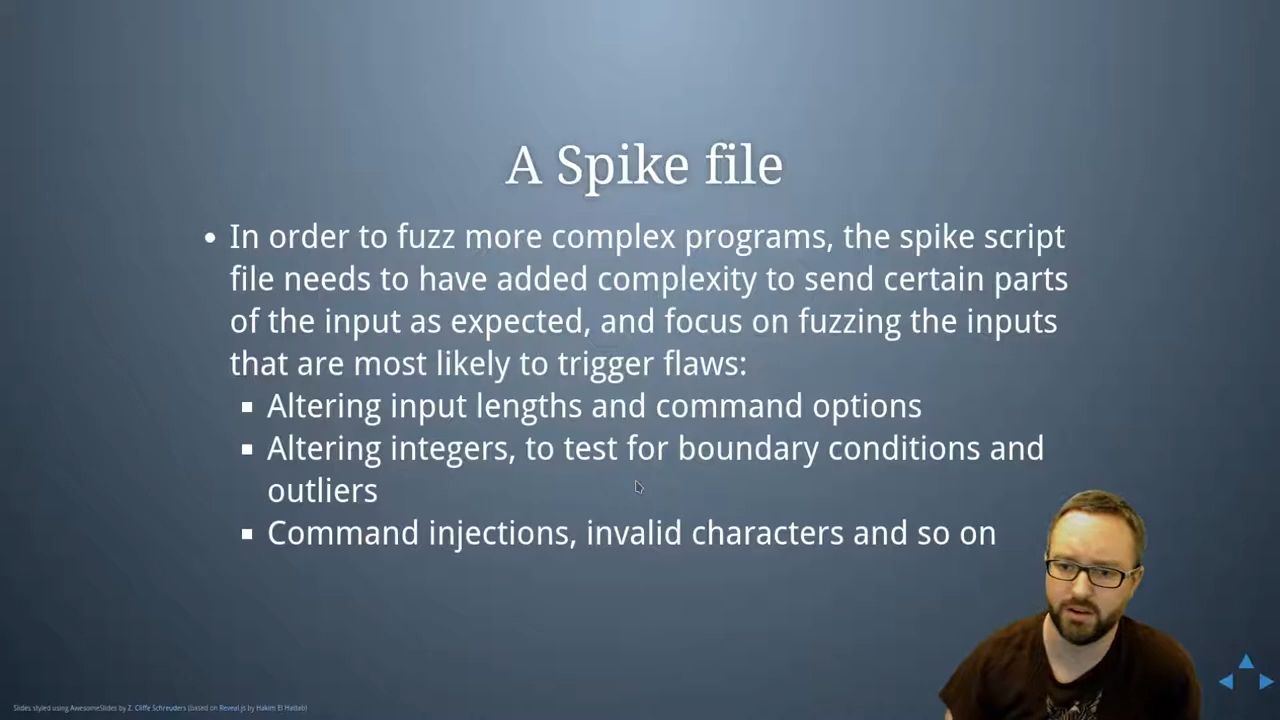 A Spike file
In order to fuzz more complex programs, the spike script
file needs to have added complexity to send certain parts
of the input as expected, and focus on fuzzing the inputs
that are most likely to trigger flaws:
Altering input lengths and command options
Altering integers, to test for boundary conditions and
outliers
Command injections, invalid characters and so on
Slides styled using AwesomeSlides by Z. Cliffe Schreuders (based on Reveal.js by Hakim El Hattab)